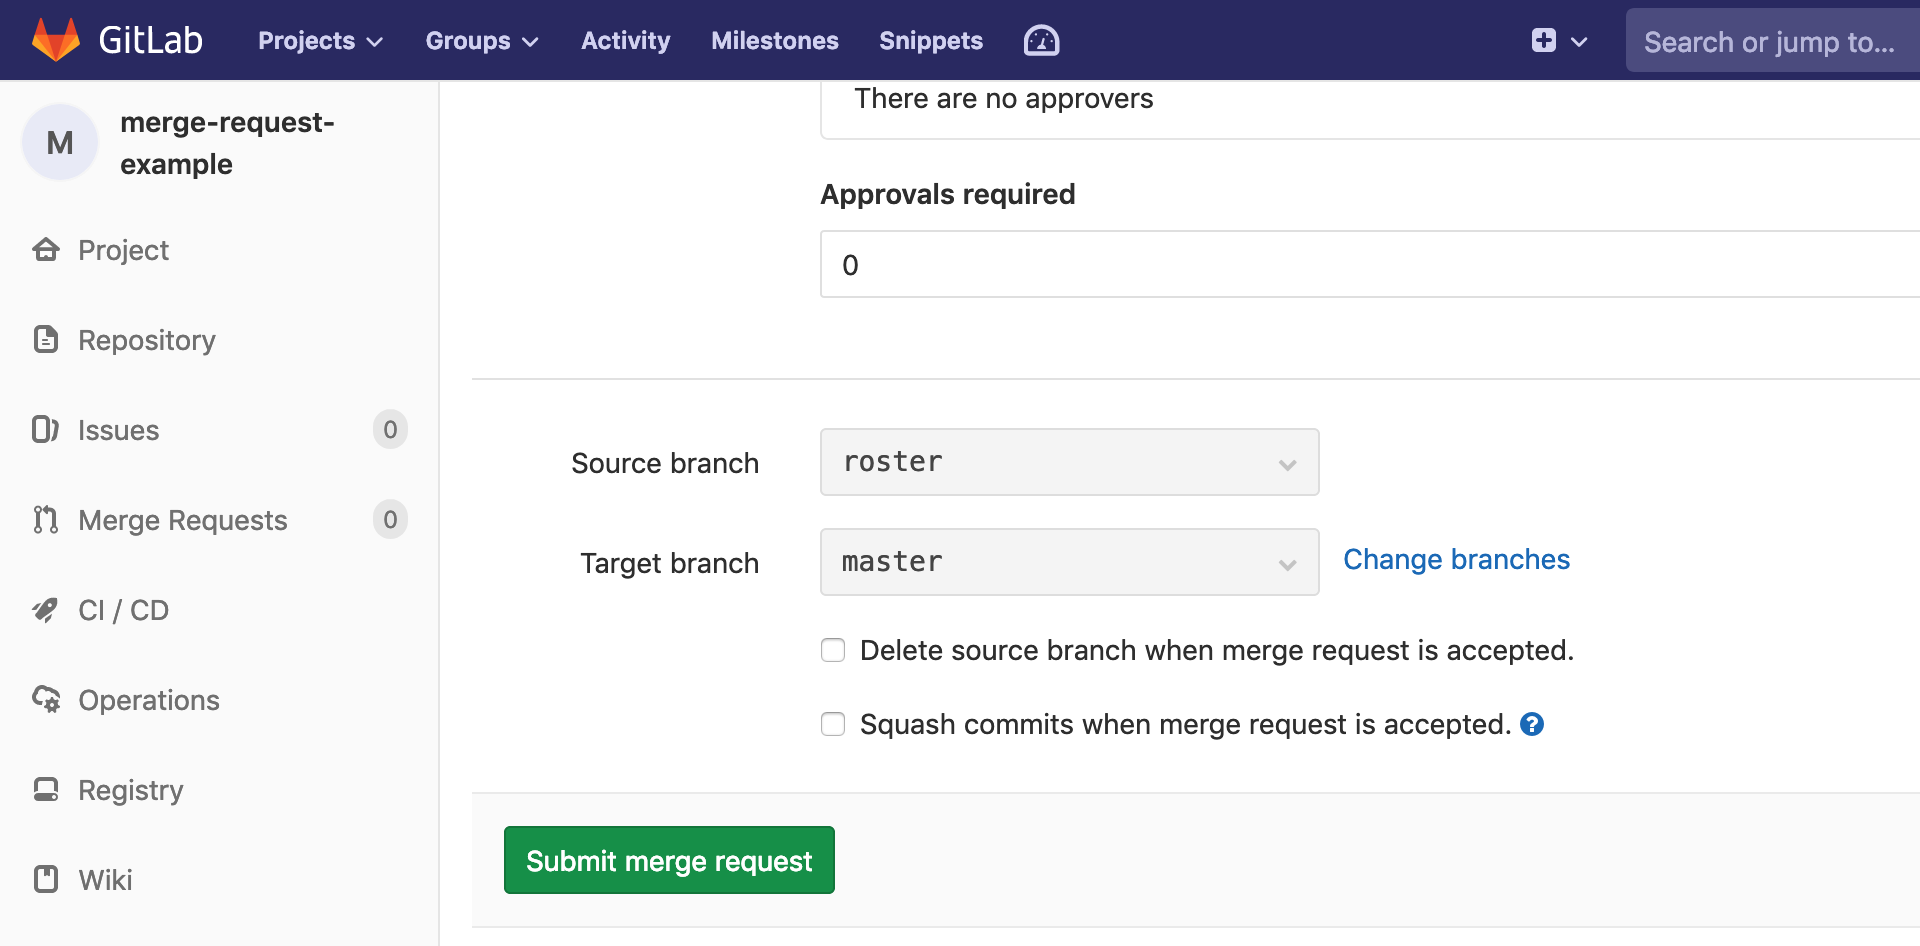 GitLab Projects Groups Activity Milestones Snippets Search or jump to...
M
merge-request-
example
Project
Repository
Issues 0
Merge Requests 0
CI / CD
Operations
Registry
Wiki
There are no approvers
Approvals required
0
Source branch roster
Target branch master Change branches
Delete source branch when merge request is accepted.
Squash commits when merge request is accepted. ?
Submit merge request